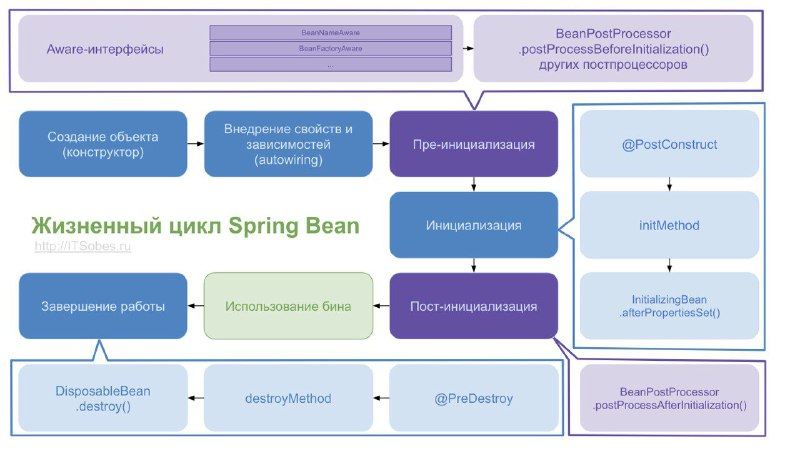 Aware-интерфейсы
BeanNameAware
BeanFactoryAware
...
BeanPostProcessor
.postProcessBeforeInitialization()
других постпроцессоров
Создание объекта
(конструктор)
Внедрение свойств и
зависимостей
(autowiring)
Пре-инициализация
@PostConstruct
Жизненный цикл Spring Bean
http://ITSobes.ru
Инициализация
initMethod
Завершение работы
Использование бина
Пост-инициализация
InitializingBean
.afterPropertiesSet()
DisposableBean
.destroy()
destroyMethod
@PreDestroy
BeanPostProcessor
.postProcessAfterInitialization()